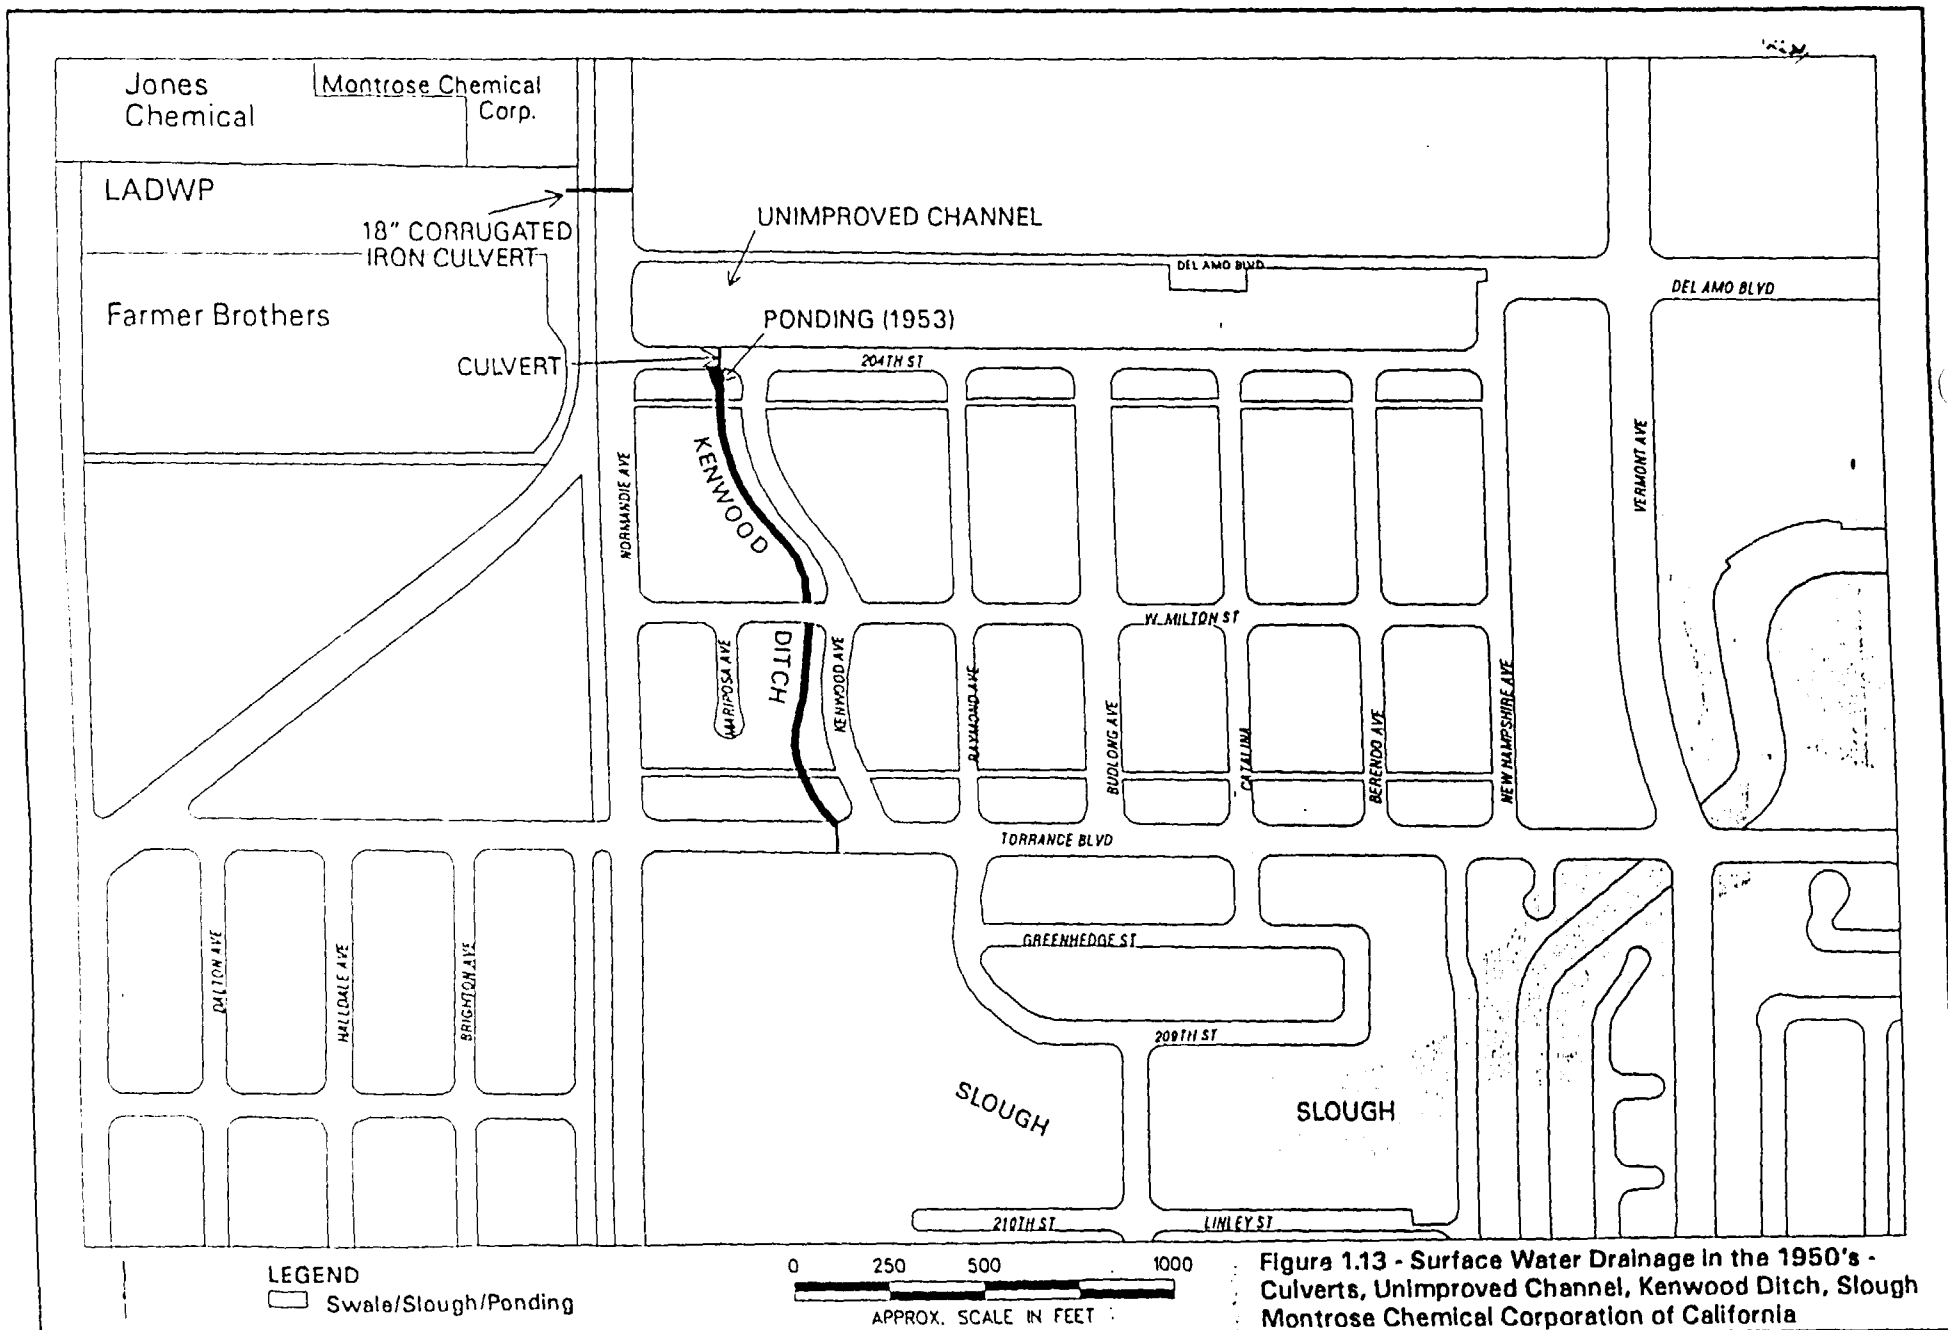 Jones
Chemical
Montrose Chemical
Corp.
LADWP
18" CORRUGATED
IRON CULVERT
UNIMPROVED CHANNEL
DEL AMO BLVD
DEL AMO BLVD
Farmer Brothers
PONDING (1953)
CULVERT
204TH ST
KENWOOD
DITCH
NORMANDIE AVE
VERMONT AVE
W. MILTON ST
MARIPOSA AVE
KENWOOD AVE
RAYMOND AVE
BUDLONG AVE
CATALINA
BERENDO AVE
NEW HAMPSHIRE AVE
TORRANCE BLVD
DALTON AVE
HALLDALE AVE
BRIGHTON AVE
GREENHEDGE ST
209TH ST
SLOUGH
SLOUGH
210TH ST
LINLEY ST
LEGEND
Swale/Slough/Ponding
0 250 500 1000
APPROX. SCALE IN FEET
Figure 1.13 - Surface Water Drainage in the 1950's -
Culverts, Unimproved Channel, Kenwood Ditch, Slough
Montrose Chemical Corporation of California